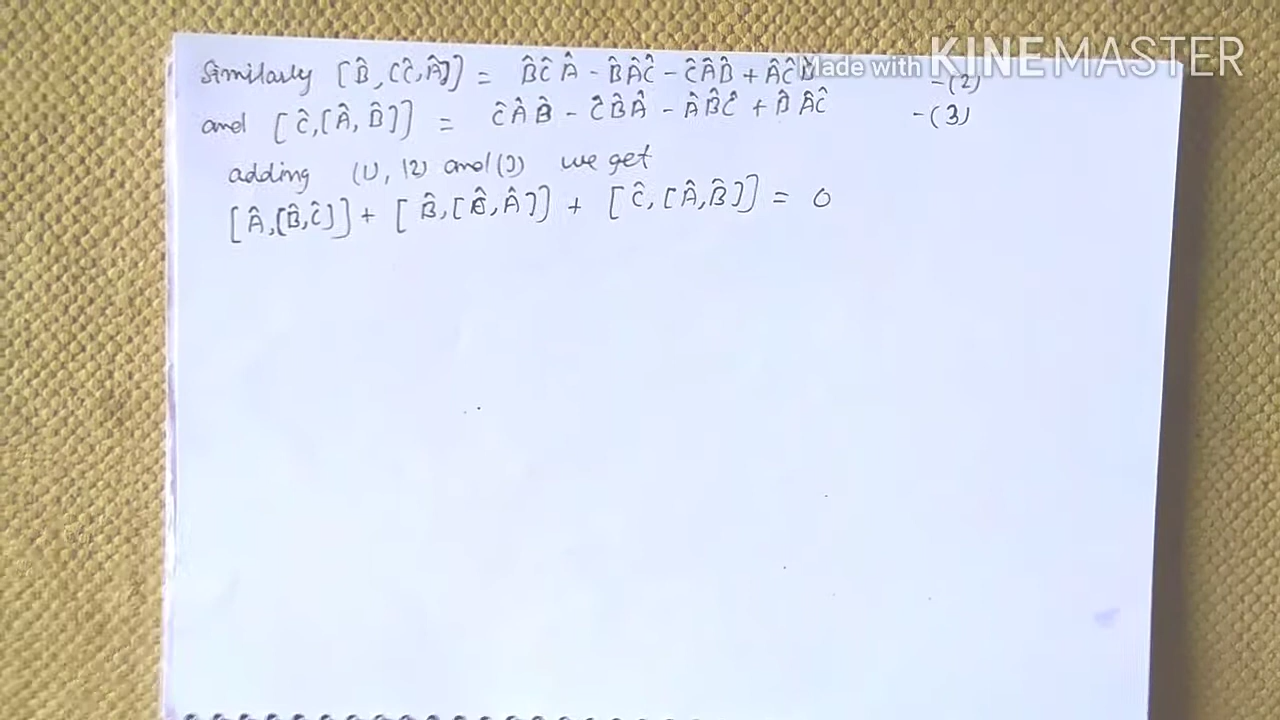 Similarly [B̂, [Ĉ, Â]] = B̂Ĉ Â - B̂ÂĈ - ĈÂB̂ + ÂĈB̂ -(2)
Made with KINEMASTER
and [Ĉ,[Â, B̂]] = ĈÂB̂ - ĈB̂Â - ÂB̂Ĉ + B̂ÂĈ -(3)
adding (1), (2) and (3) we get
[Â,[B̂,Ĉ]] + [B̂,[Ĉ,Â]] + [Ĉ,[Â,B̂]] = 0